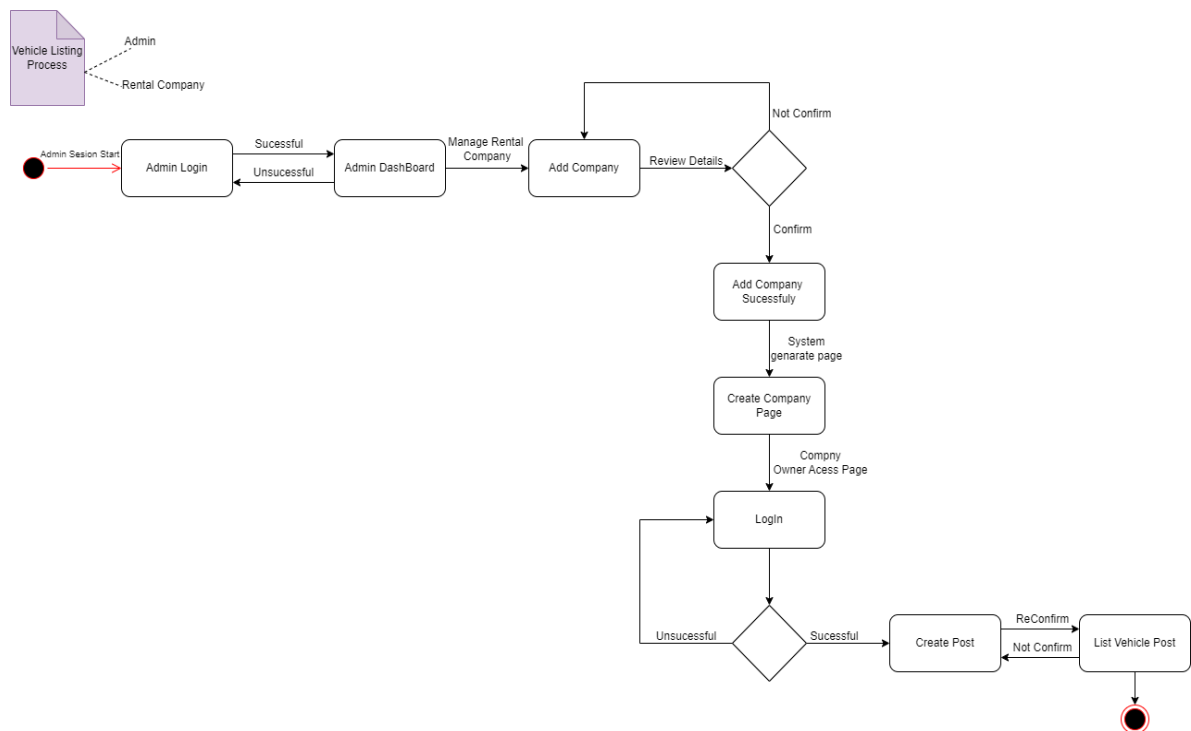 Vehicle Listing
Process
Admin
Rental Company
Admin Sesion Start
Admin Login
Sucessful
Unsucessful
Admin DashBoard
Manage Rental
Company
Add Company
Review Details
Not Confirm
Confirm
Add Company
Sucessfuly
System
genarate page
Create Company
Page
Compny
Owner Acess Page
LogIn
Unsucessful
Sucessful
Create Post
ReConfirm
Not Confirm
List Vehicle Post